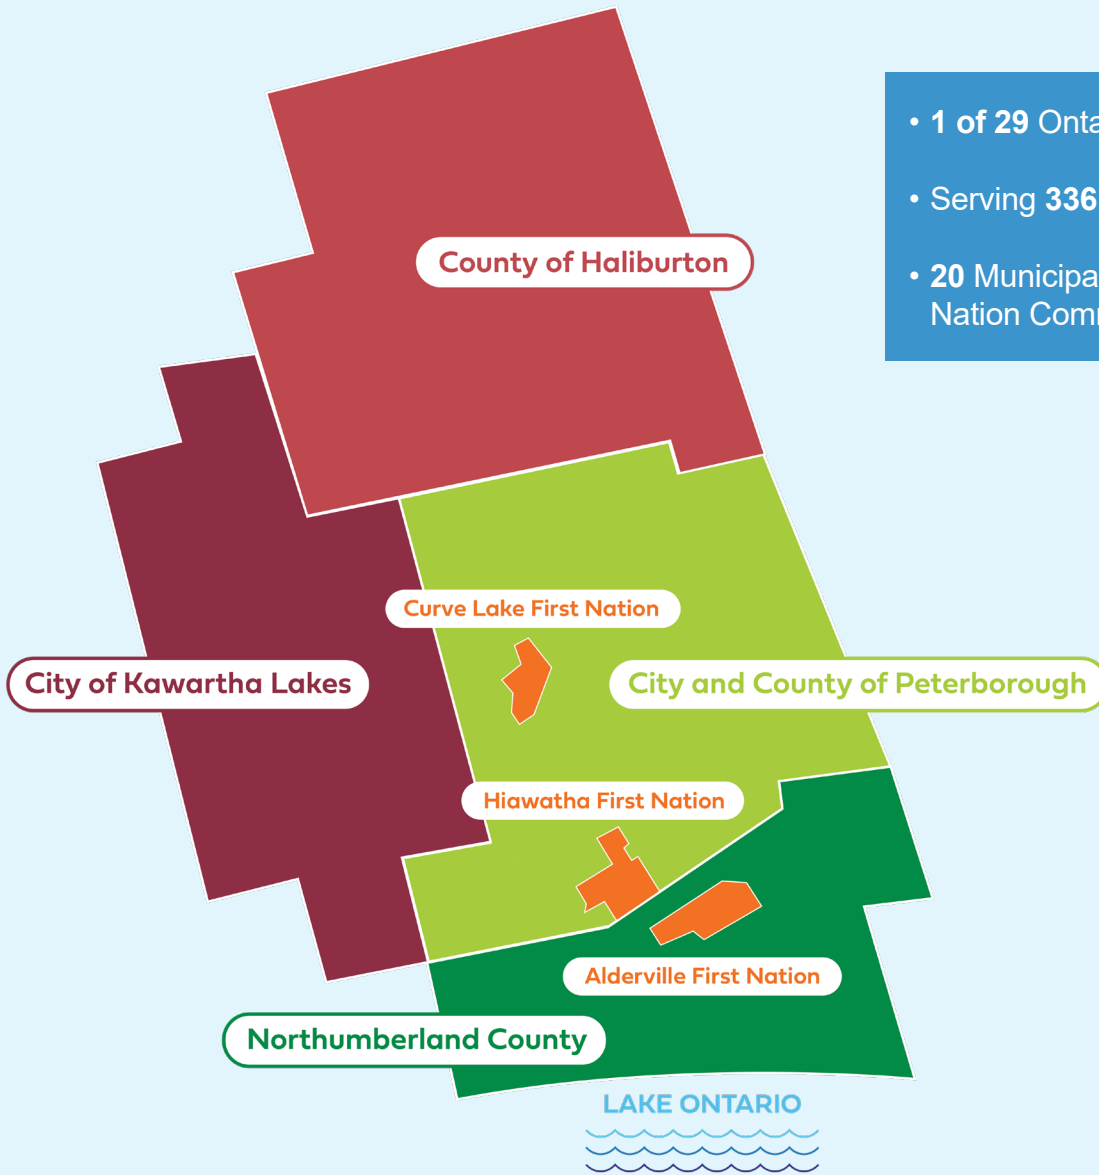 • 1 of 29
• Serving 336
• 20
Nation
County of Haliburton
Curve Lake First Nation
City of Kawartha Lakes
City and County of Peterborough
Hiawatha First Nation
Alderville First Nation
Northumberland County
LAKE ONTARIO